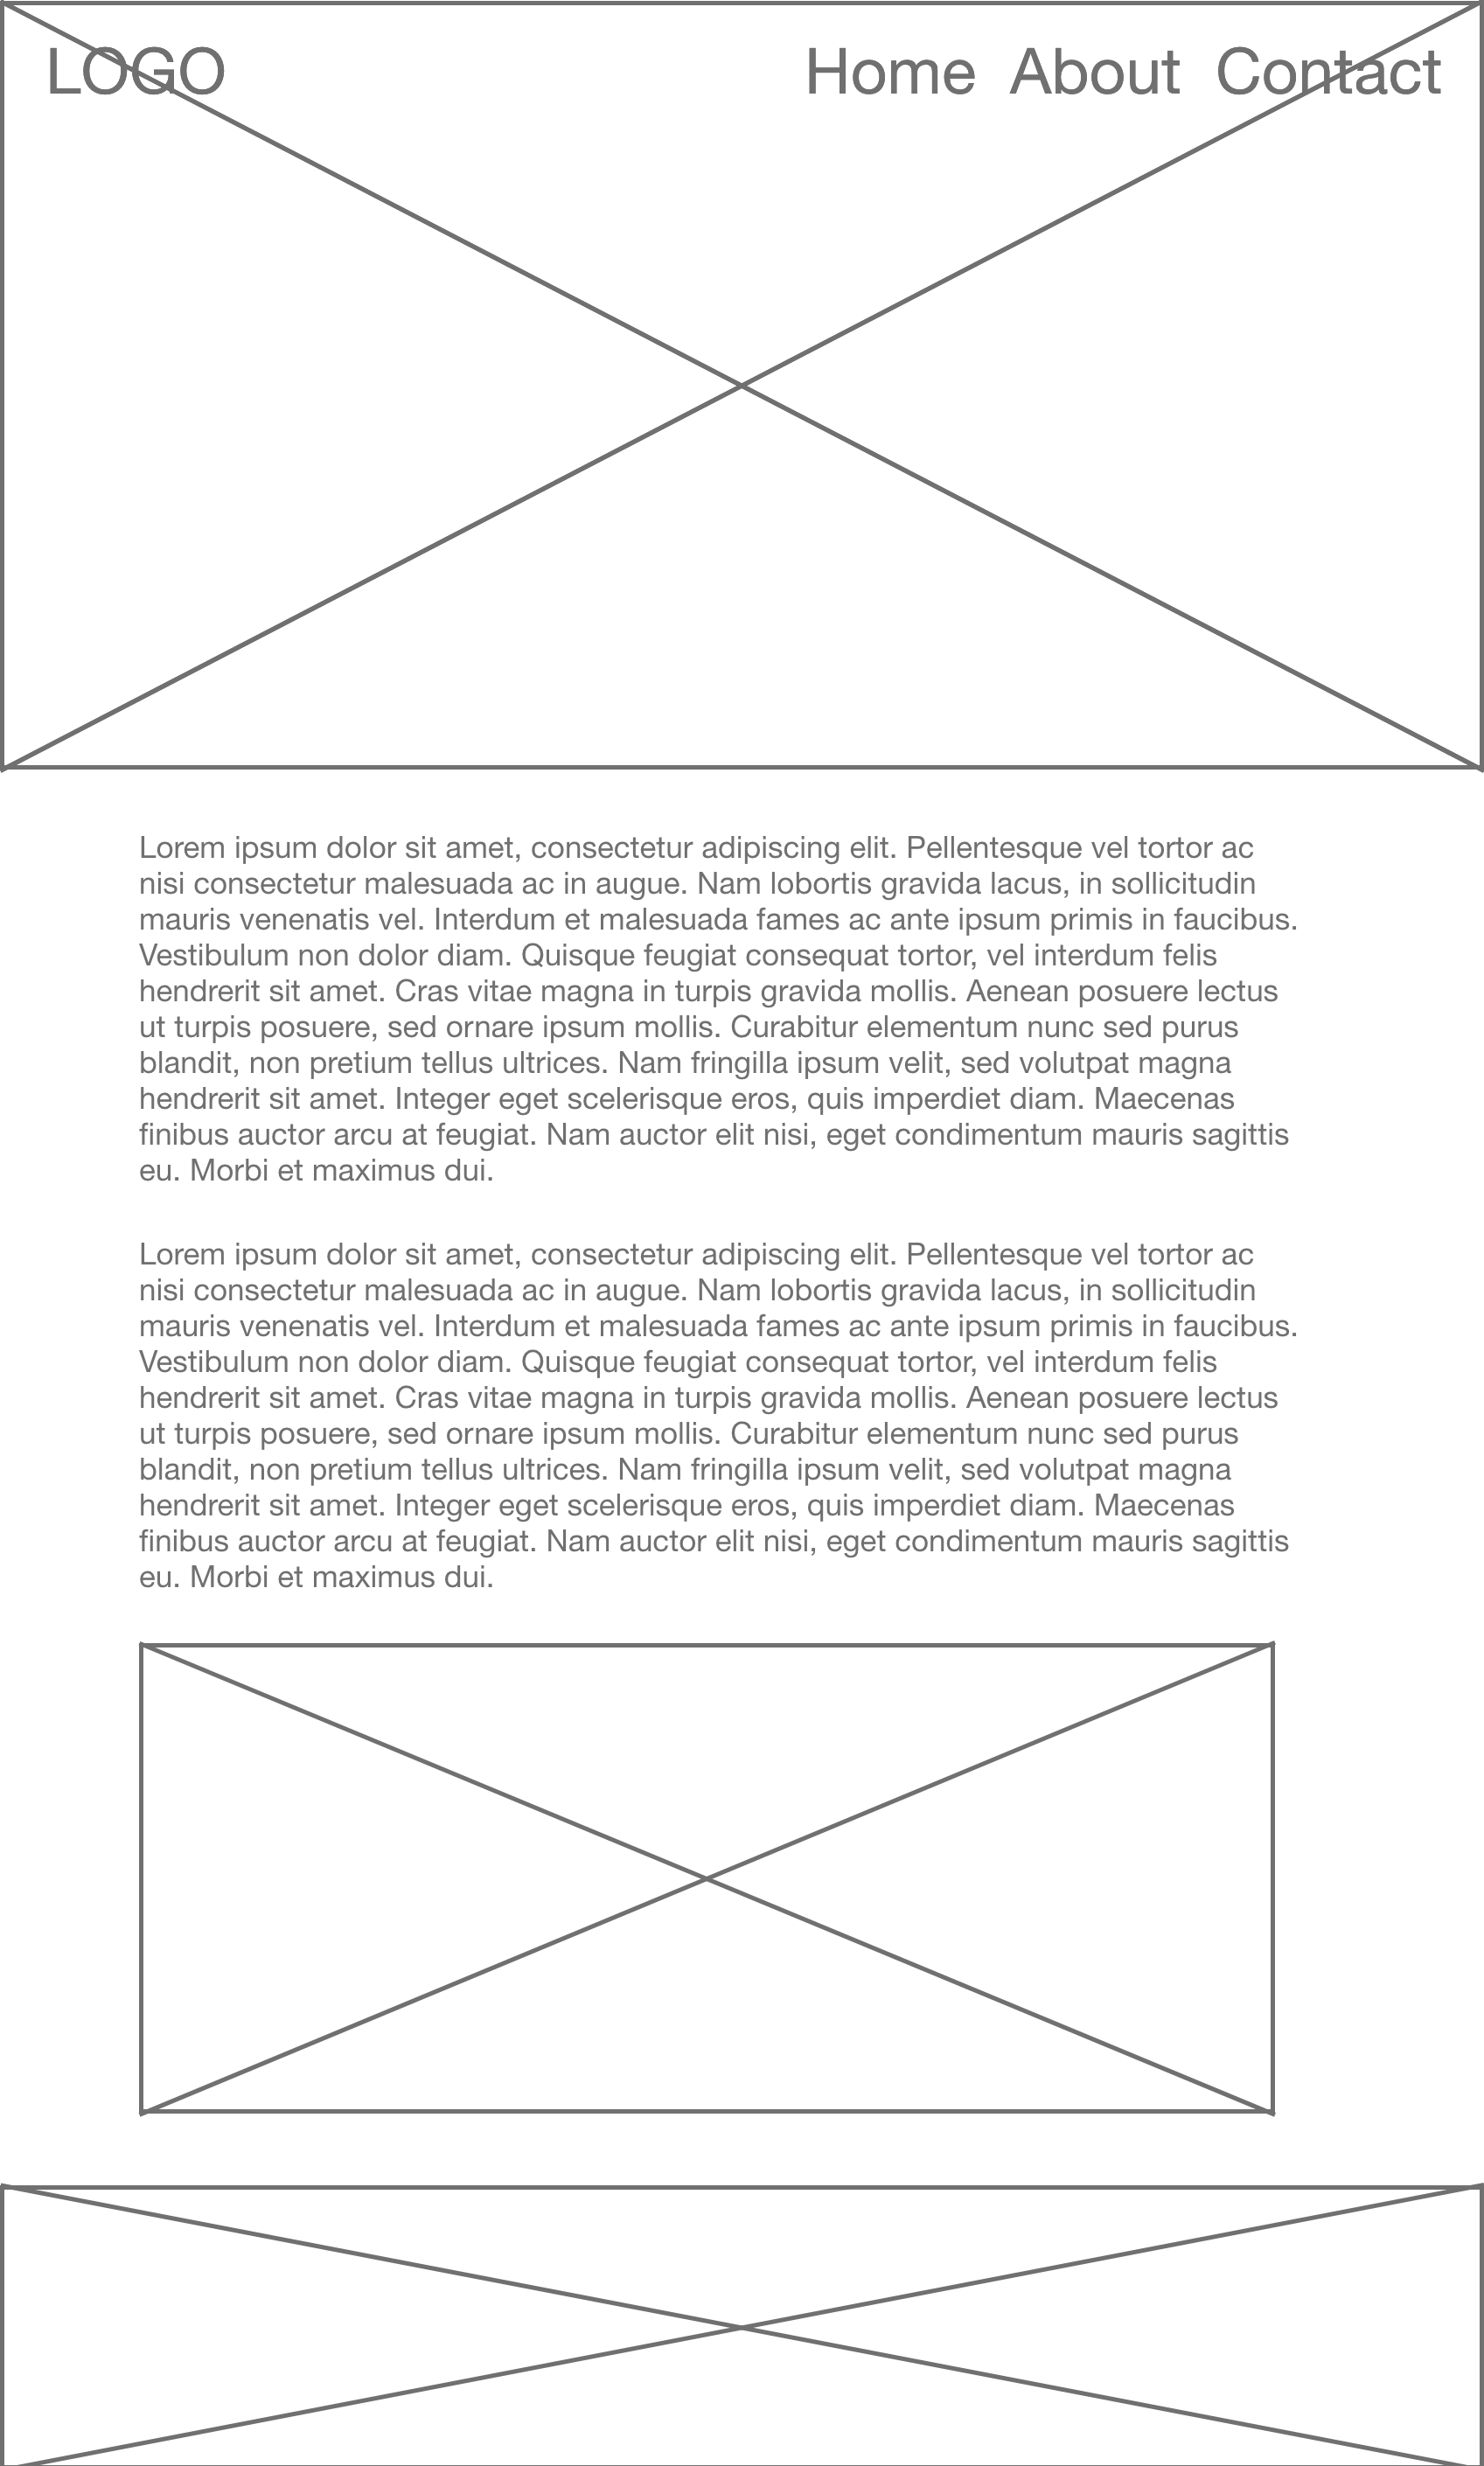 LOGO Home About Contact
Lorem ipsum dolor sit amet, consectetur adipiscing elit. Pellentesque vel tortor ac
nisi consectetur malesuada ac in augue. Nam lobortis gravida lacus, in sollicitudin
mauris venenatis vel. Interdum et malesuada fames ac ante ipsum primis in faucibus.
Vestibulum non dolor diam. Quisque feugiat consequat tortor, vel interdum felis
hendrerit sit amet. Cras vitae magna in turpis gravida mollis. Aenean posuere lectus
ut turpis posuere, sed ornare ipsum mollis. Curabitur elementum nunc sed purus
blandit, non pretium tellus ultrices. Nam fringilla ipsum velit, sed volutpat magna
hendrerit sit amet. Integer eget scelerisque eros, quis imperdiet diam. Maecenas
finibus auctor arcu at feugiat. Nam auctor elit nisi, eget condimentum mauris sagittis
eu. Morbi et maximus dui.
Lorem ipsum dolor sit amet, consectetur adipiscing elit. Pellentesque vel tortor ac
nisi consectetur malesuada ac in augue. Nam lobortis gravida lacus, in sollicitudin
mauris venenatis vel. Interdum et malesuada fames ac ante ipsum primis in faucibus.
Vestibulum non dolor diam. Quisque feugiat consequat tortor, vel interdum felis
hendrerit sit amet. Cras vitae magna in turpis gravida mollis. Aenean posuere lectus
ut turpis posuere, sed ornare ipsum mollis. Curabitur elementum nunc sed purus
blandit, non pretium tellus ultrices. Nam fringilla ipsum velit, sed volutpat magna
hendrerit sit amet. Integer eget scelerisque eros, quis imperdiet diam. Maecenas
finibus auctor arcu at feugiat. Nam auctor elit nisi, eget condimentum mauris sagittis
eu. Morbi et maximus dui.